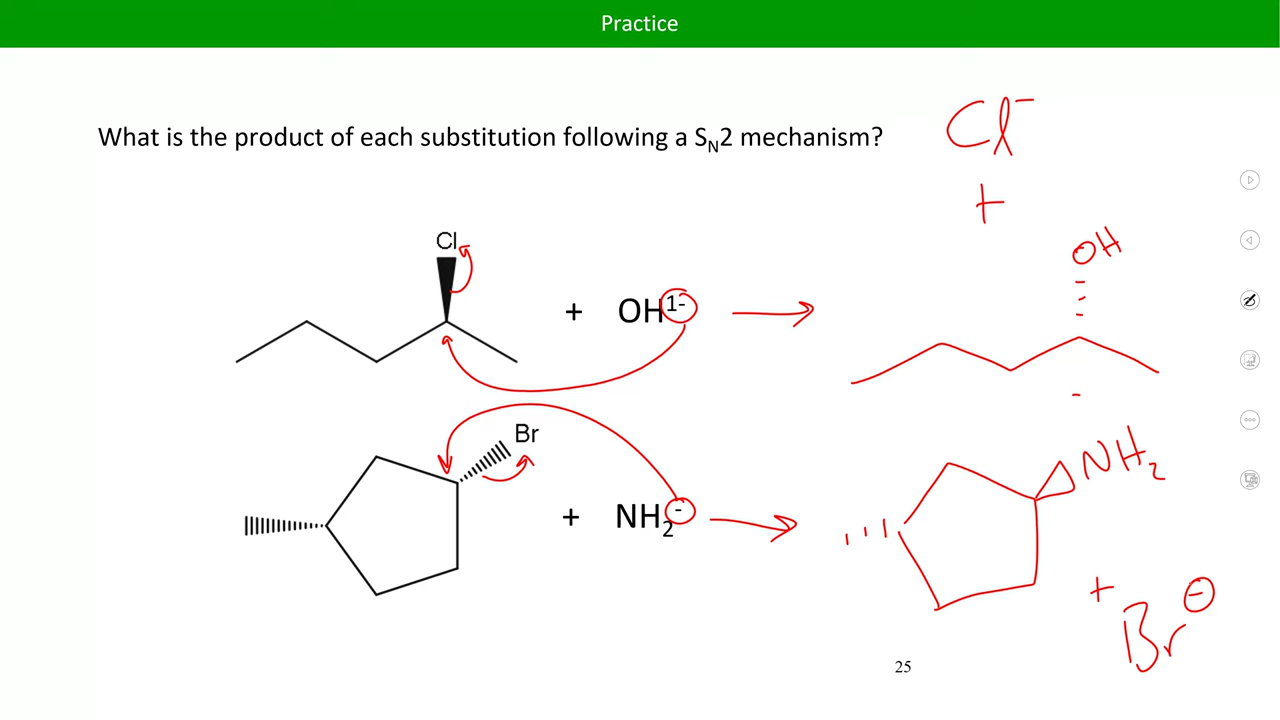 Practice
What is the product of each substitution following a SN2 mechanism?
Cl⁻
+
Cl
+ OH1-
OH
Br
+ NH2-
NH2
+
Br⊖
25